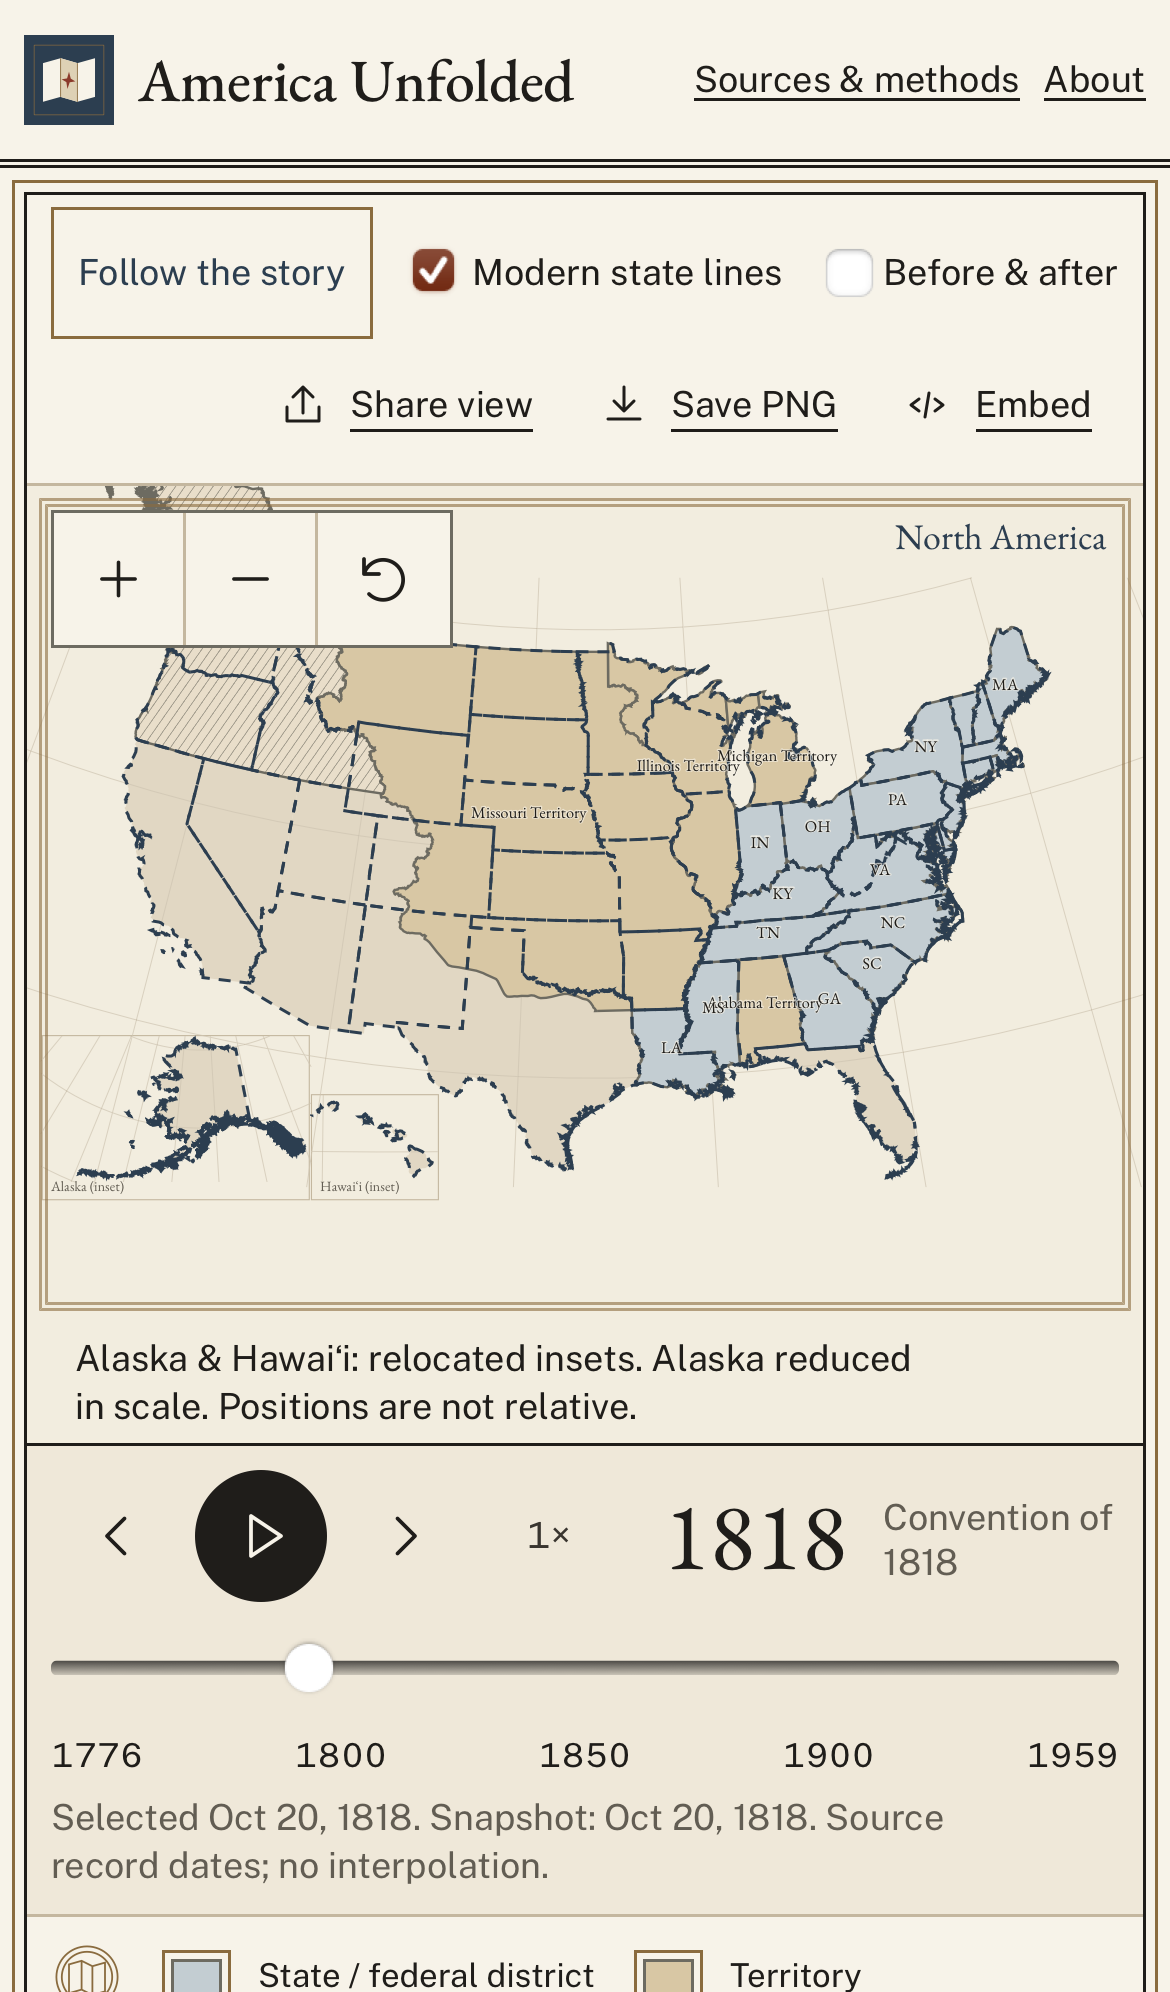 America Unfolded
Sources & methods
About
Follow the story
Modern state lines
Before & after
Share view
Save PNG
</>
Embed
North America
MA
NY
Michigan Territory
Illinois Territory
PA
Missouri Territory
OH
IN
VA
KY
NC
TN
SC
GA
Alabama Territory
MS
LA
Alaska (inset)
Hawaiʻi (inset)
Alaska & Hawaiʻi: relocated insets. Alaska reduced
in scale. Positions are not relative.
1×
1818
Convention of
1818
1776
1800
1850
1900
1959
Selected Oct 20, 1818. Snapshot: Oct 20, 1818. Source
record dates; no interpolation.
State / federal district
Territory